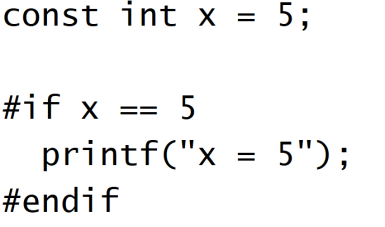 const int x = 5;
#if x == 5
printf("x = 5");
#endif